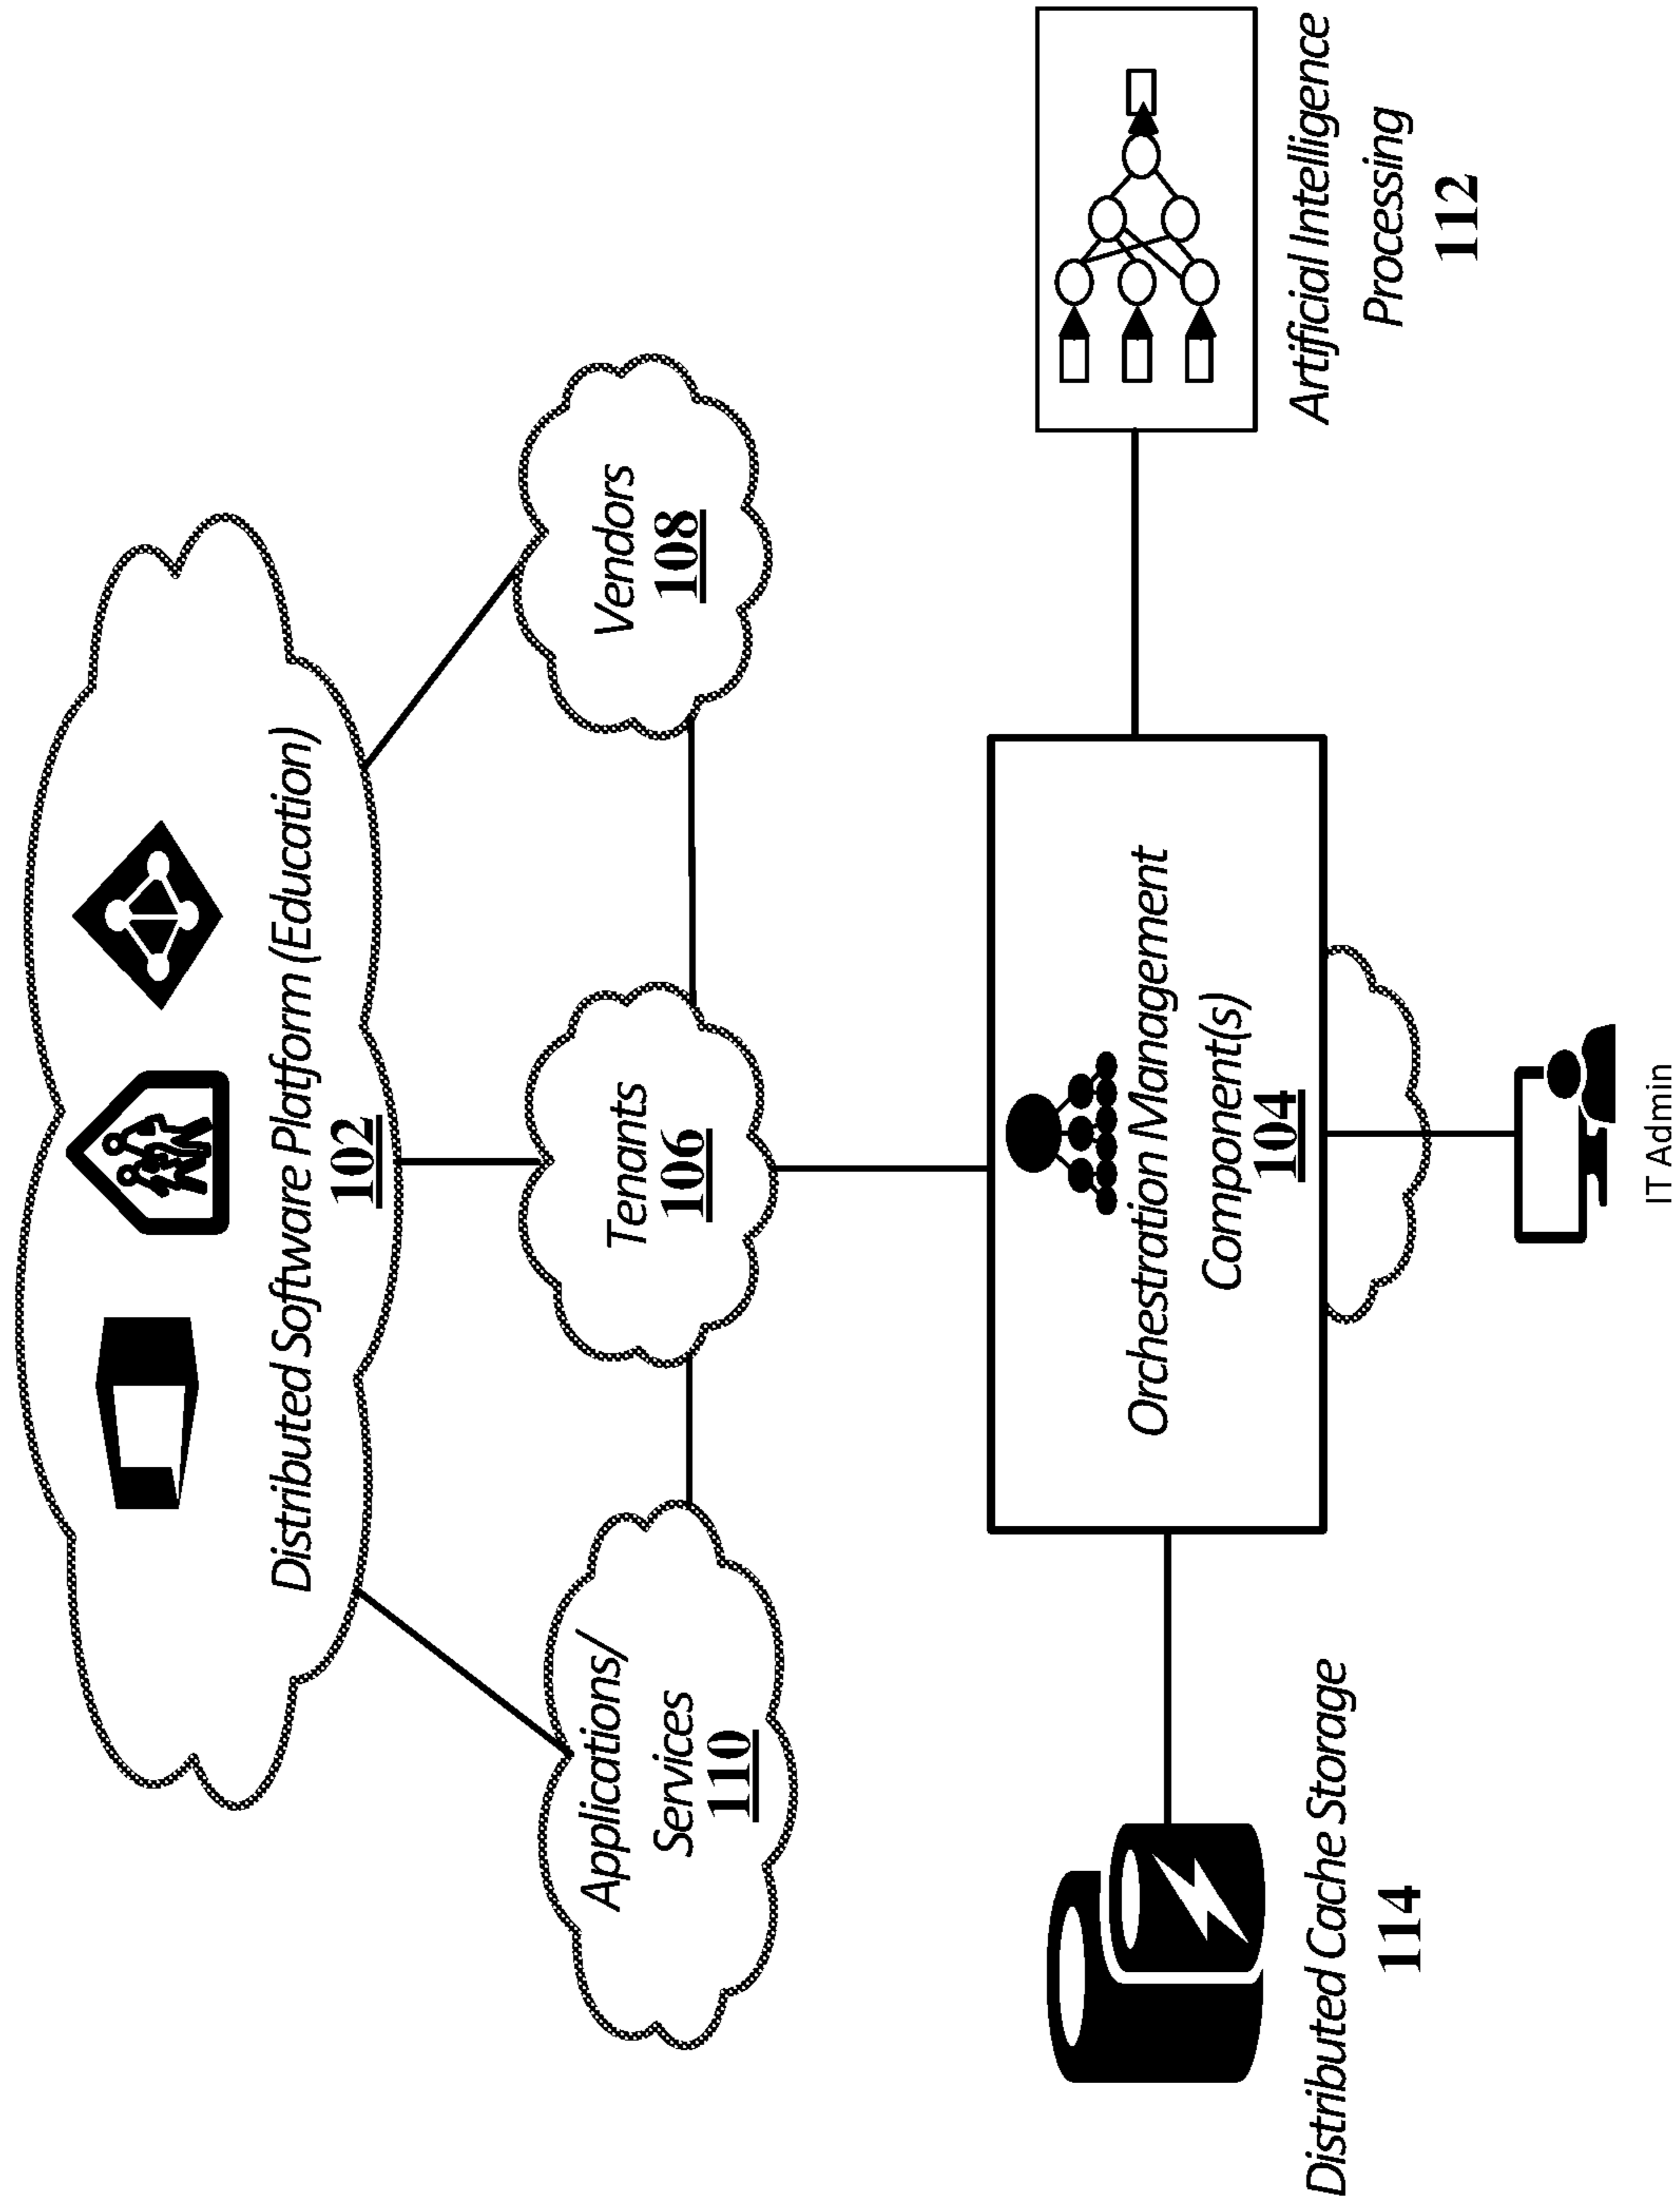 Distributed Software Platform (Education)
102
Applications/
Services
110
Tenants
106
Vendors
108
Orchestration Management
Component(s)
104
Distributed Cache Storage
114
Artificial Intelligence
Processing
112
IT Admin